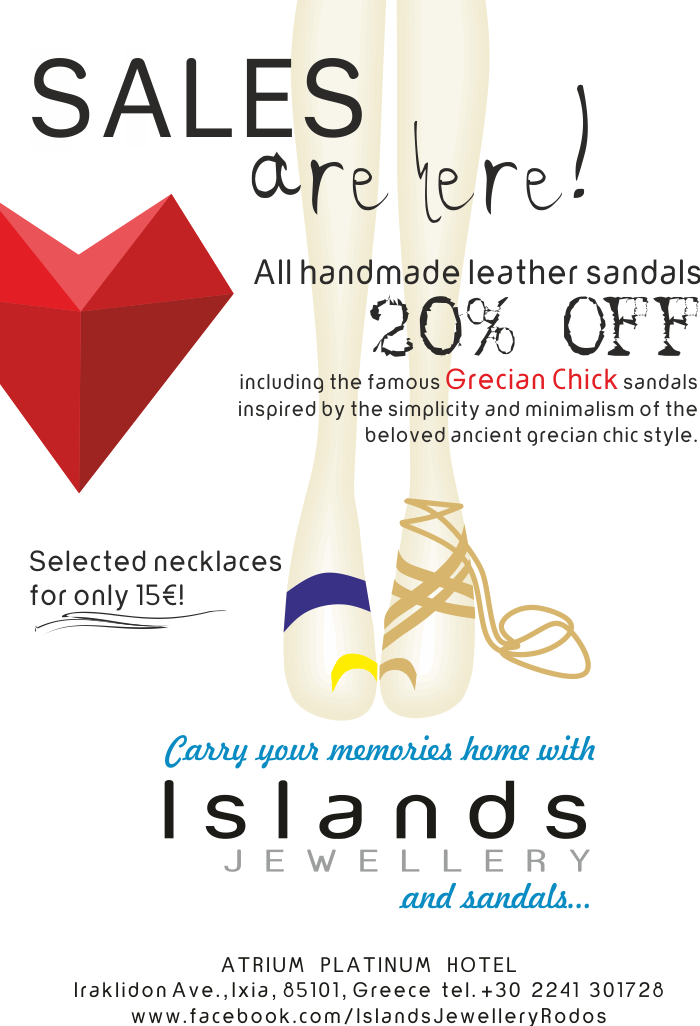 SALES
are here!
All handmade leather sandals
20% OFF
including the famous Grecian Chick sandals
inspired by the simplicity and minimalism of the
beloved ancient grecian chic style.
Selected necklaces
for only 15€!
Carry your memories home with
Islands
JEWELLERY
and sandals...
ATRIUM PLATINUM HOTEL
Iraklidon Ave.,Ixia, 85101, Greece tel. +30 2241 301728
www.facebook.com/IslandsJewelleryRodos